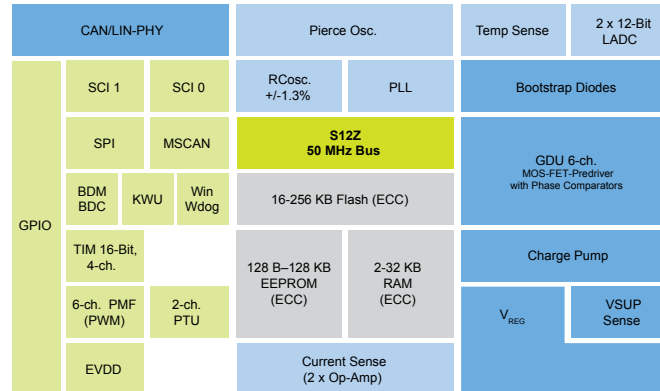 CAN/LIN-PHY
Pierce Osc.
Temp Sense
2 x 12-Bit
LADC
GPIO
SCI 1
SCI 0
RCosc.
+/-1.3%
PLL
Bootstrap Diodes
SPI
MSCAN
S12Z
50 MHz Bus
GDU 6-ch.
MOS-FET-Predriver
with Phase Comparators
BDM
BDC
KWU
Win
Wdog
16-256 KB Flash (ECC)
TIM 16-Bit,
4-ch.
128 B–128 KB
EEPROM
(ECC)
2-32 KB
RAM
(ECC)
Charge Pump
6-ch. PMF
(PWM)
2-ch.
PTU
VREG
VSUP
Sense
EVDD
Current Sense
(2 x Op-Amp)